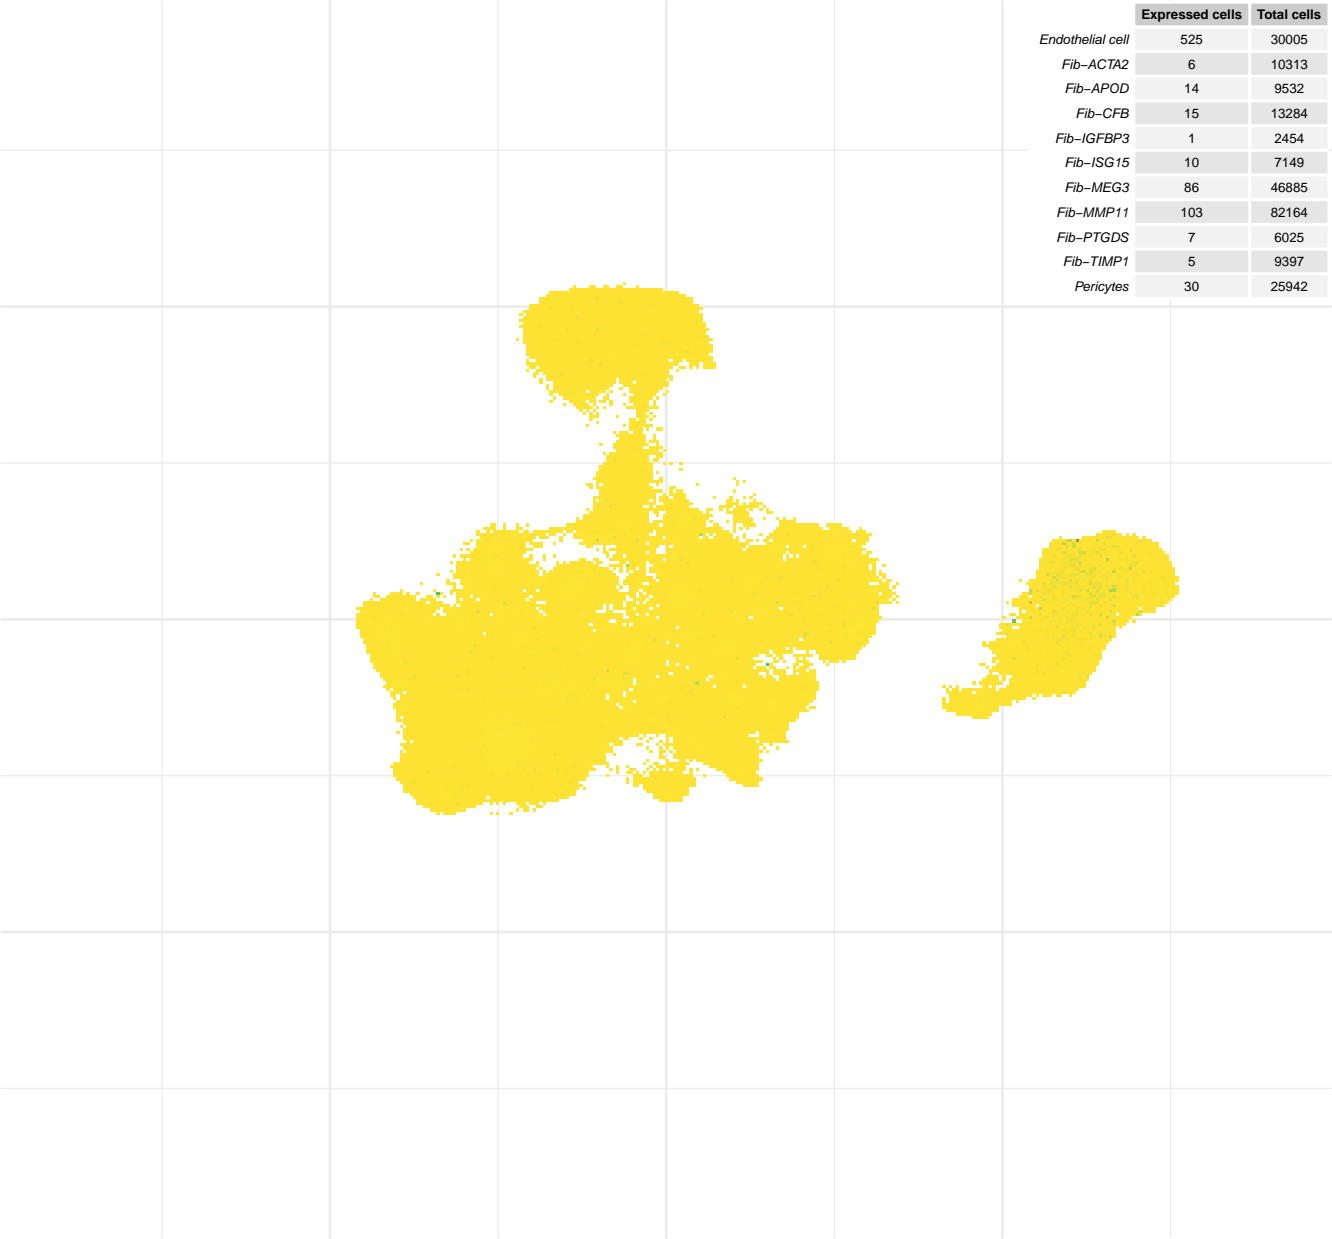 Expressed cells Total cells
Endothelial cell 525 30005
Fib−ACTA2 6 10313
Fib−APOD 14 9532
Fib−CFB 15 13284
Fib−IGFBP3 1 2454
Fib−ISG15 10 7149
Fib−MEG3 86 46885
Fib−MMP11 103 82164
Fib−PTGDS 7 6025
Fib−TIMP1 5 9397
Pericytes 30 25942